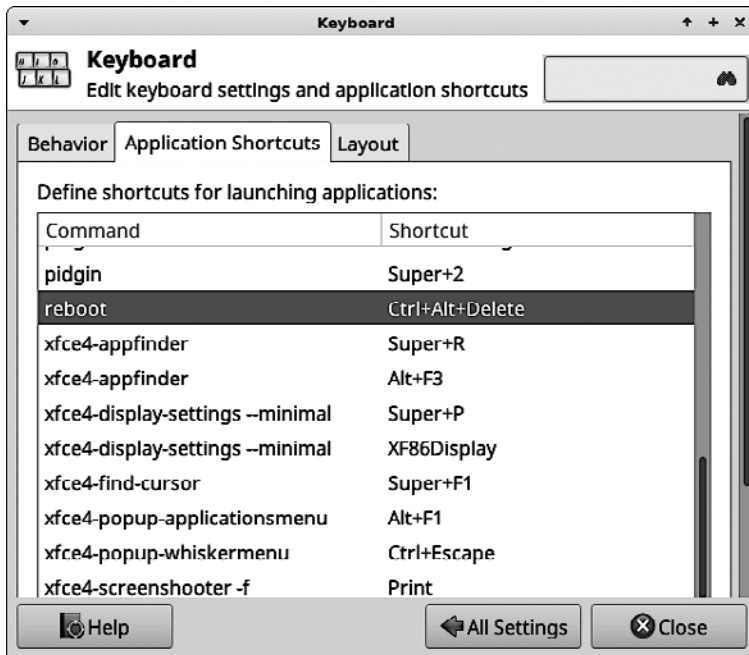 Keyboard
Keyboard
Edit keyboard settings and application shortcuts
Behavior Application Shortcuts Layout
Define shortcuts for launching applications:
Command Shortcut
pidgin Super+2
reboot Ctrl+Alt+Delete
xfce4-appfinder Super+R
xfce4-appfinder Alt+F3
xfce4-display-settings --minimal Super+P
xfce4-display-settings --minimal XF86Display
xfce4-find-cursor Super+F1
xfce4-popup-applicationsmenu Alt+F1
xfce4-popup-whiskermenu Ctrl+Escape
xfce4-screenshooter -f Print
Help All Settings Close